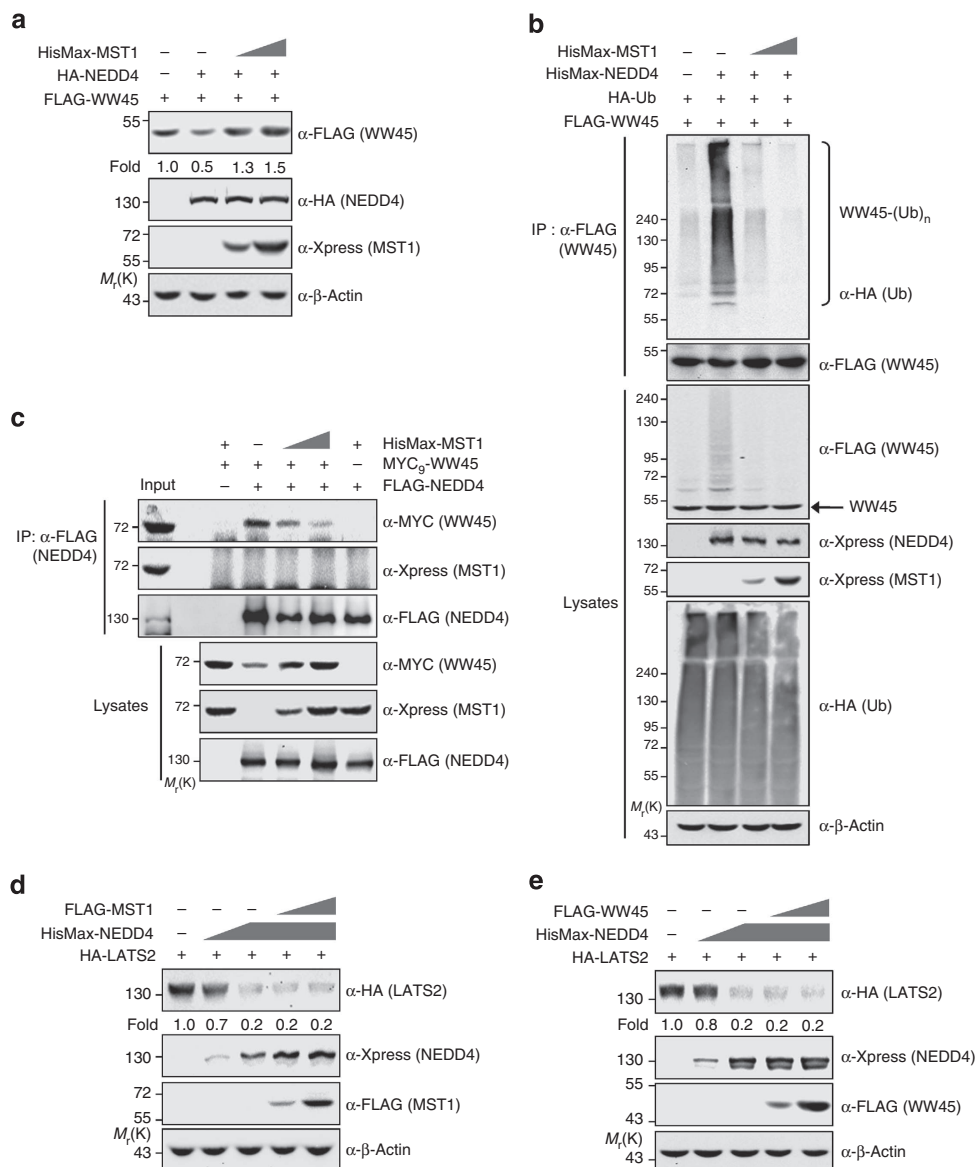 a
HisMax-MST1 – –
HA-NEDD4 – + + +
FLAG-WW45 + + + +
55
α-FLAG (WW45)
Fold 1.0 0.5 1.3 1.5
130
α-HA (NEDD4)
72
55
α-Xpress (MST1)
Mr(K)
43
α-β-Actin
b
HisMax-MST1 – –
HisMax-NEDD4 – + + +
HA-Ub + + + +
FLAG-WW45 + + + +
IP : α-FLAG
(WW45)
240
130
95
72
55
WW45-(Ub)n
α-HA (Ub)
55
α-FLAG (WW45)
Lysates
240
130
95
72
55
α-FLAG (WW45)
WW45
130
α-Xpress (NEDD4)
72
55
α-Xpress (MST1)
240
130
95
72
55
α-HA (Ub)
Mr(K)
43
α-β-Actin
c
+ – + HisMax-MST1
+ + + + – MYC9-WW45
Input – + + + + FLAG-NEDD4
IP: α-FLAG
(NEDD4)
72
α-MYC (WW45)
72
α-Xpress (MST1)
130
α-FLAG (NEDD4)
Lysates
72
α-MYC (WW45)
72
α-Xpress (MST1)
130
α-FLAG (NEDD4)
Mr(K)
d
FLAG-MST1 – – –
HisMax-NEDD4 –
HA-LATS2 + + + + +
130
α-HA (LATS2)
Fold 1.0 0.7 0.2 0.2 0.2
130
α-Xpress (NEDD4)
72
55
α-FLAG (MST1)
Mr(K)
43
α-β-Actin
e
FLAG-WW45 – – –
HisMax-NEDD4 –
HA-LATS2 + + + + +
130
α-HA (LATS2)
Fold 1.0 0.8 0.2 0.2 0.2
130
α-Xpress (NEDD4)
55
43
α-FLAG (WW45)
Mr(K)
43
α-β-Actin